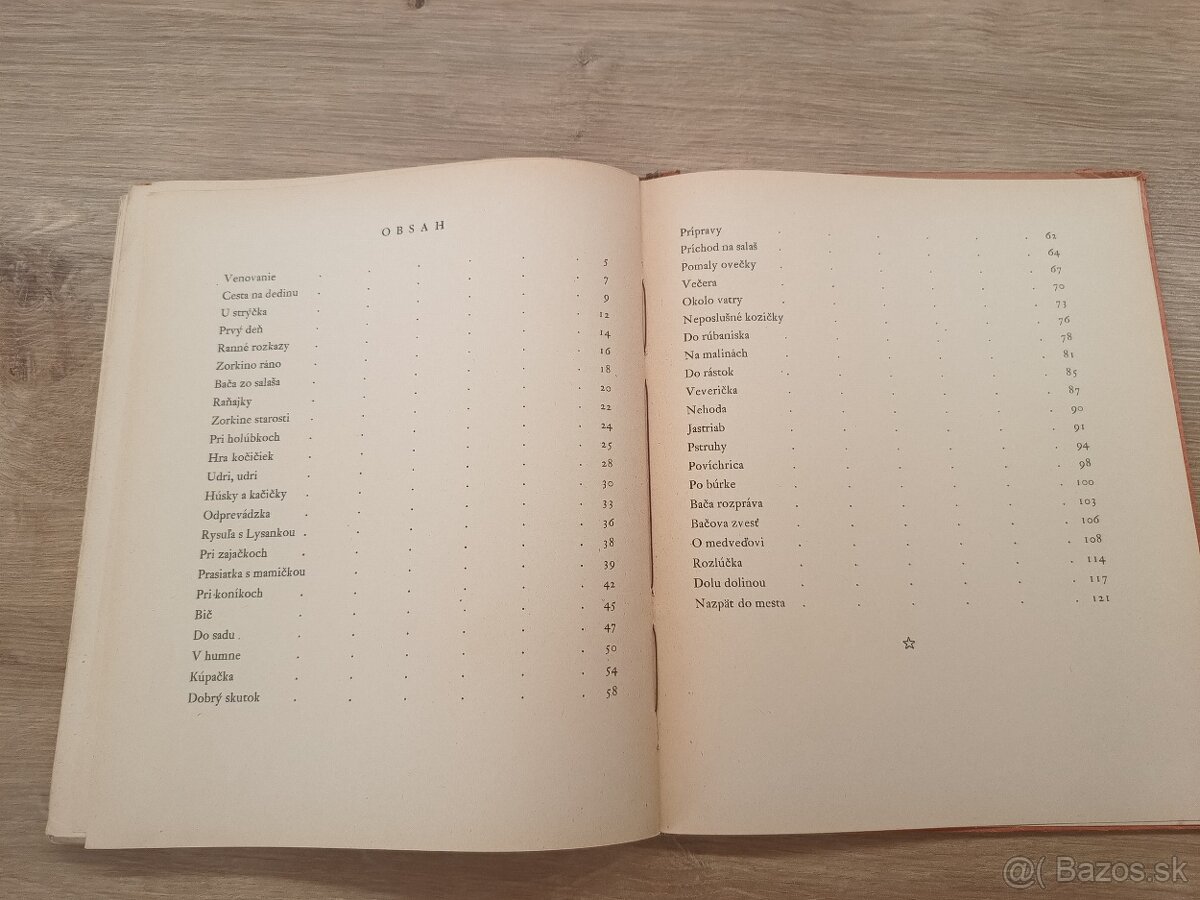 OBSAH
Venovanie . . . . . . 5
Cesta na dedinu . . . . . . 7
U strýčka . . . . . . 9
Prvý deň . . . . . . 12
Ranné rozkazy . . . . . . 14
Zorkino ráno . . . . . . 16
Bača zo salaša . . . . . . 18
Raňajky . . . . . . 20
Zorkine starosti . . . . . . 22
Pri holúbkoch . . . . . . 24
Hra kočičiek . . . . . . 25
Udri, udri . . . . . . 28
Húsky a kačičky . . . . . . 30
Odprevádzka . . . . . . 33
Rysuľa s Lysankou . . . . . . 36
Pri zajačkoch . . . . . . 38
Prasiatka s mamičkou . . . . . 39
Pri koníkoch . . . . . . 42
Bič . . . . . . 45
Do sadu . . . . . . 47
V humne . . . . . . 50
Kúpačka . . . . . . 54
Dobrý skutok . . . . . . 58
Prípravy . . . . . 62
Príchod na salaš . . . . . 64
Pomaly ovečky . . . . . 67
Večera . . . . . 70
Okolo vatry . . . . . 73
Neposlušné kozičky . . . . . 76
Do rúbaniska . . . . . 78
Na malinách . . . . . 81
Do rástok . . . . . 85
Veverička . . . . . 87
Nehoda . . . . . 90
Jastriab . . . . . 91
Pstruhy . . . . . 94
Povíchrica . . . . . 98
Po búrke . . . . . 100
Bača rozpráva . . . . . 103
Bačova zvesť . . . . . 106
O medveďovi . . . . . 108
Rozlúčka . . . . . 114
Dolu dolinou . . . . . 117
Nazpät do mesta . . . . . 121
@( Bazos.sk